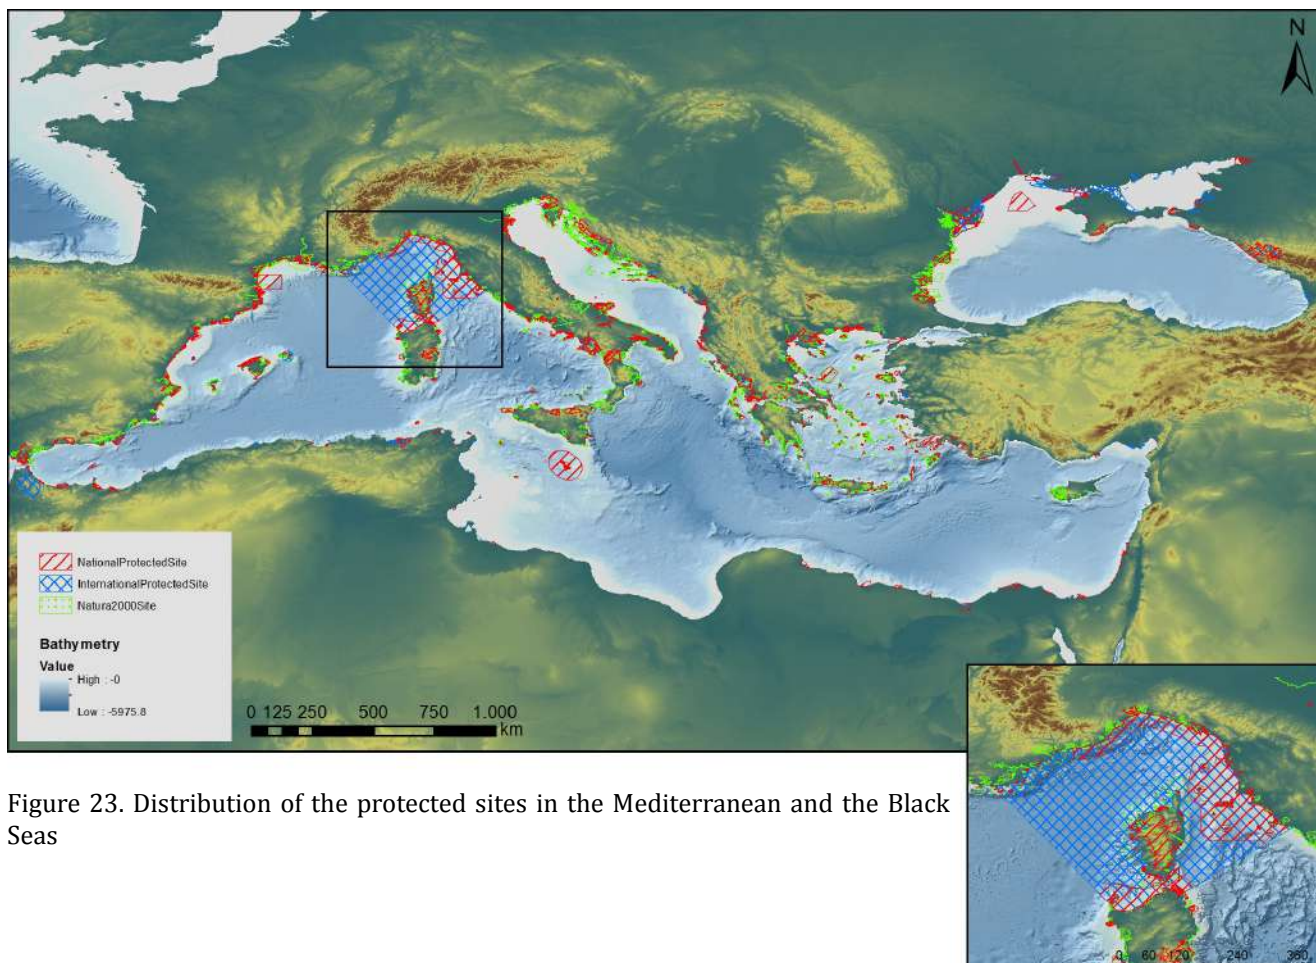 N
NationalProtectedSite
InternationalProtectedSite
Natura2000Site
Bathymetry
Value
High : -0
Low : -5975.8
0 125 250 500 750 1.000
km
Figure 23. Distribution of the protected sites in the Mediterranean and the Black
Seas
0 60 120 240 360